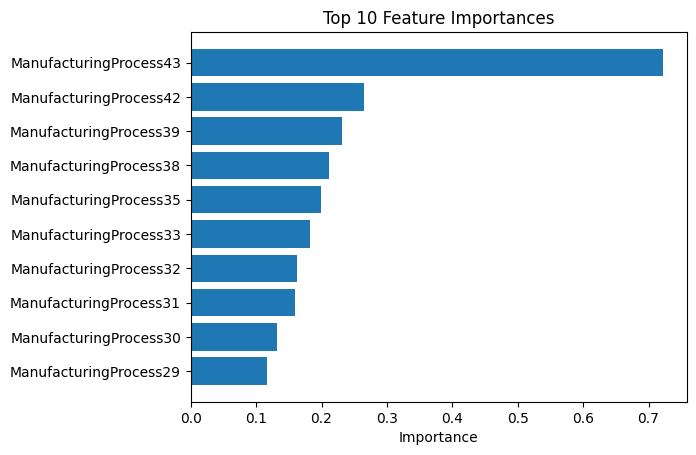 Top 10 Feature Importances
ManufacturingProcess43
ManufacturingProcess42
ManufacturingProcess39
ManufacturingProcess38
ManufacturingProcess35
ManufacturingProcess33
ManufacturingProcess32
ManufacturingProcess31
ManufacturingProcess30
ManufacturingProcess29
0.0 0.1 0.2 0.3 0.4 0.5 0.6 0.7
Importance